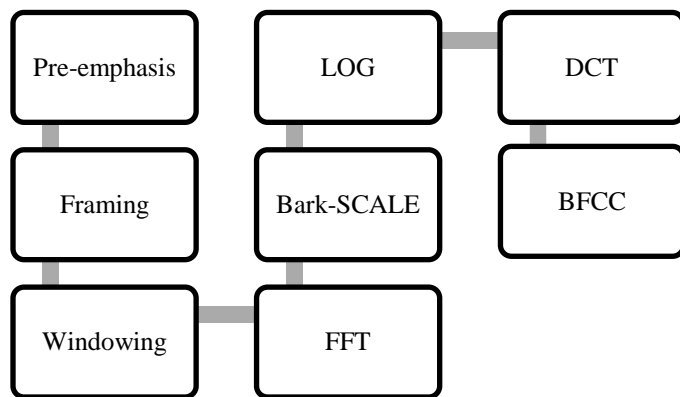 Pre-emphasis
Framing
Windowing
FFT
Bark-SCALE
LOG
DCT
BFCC